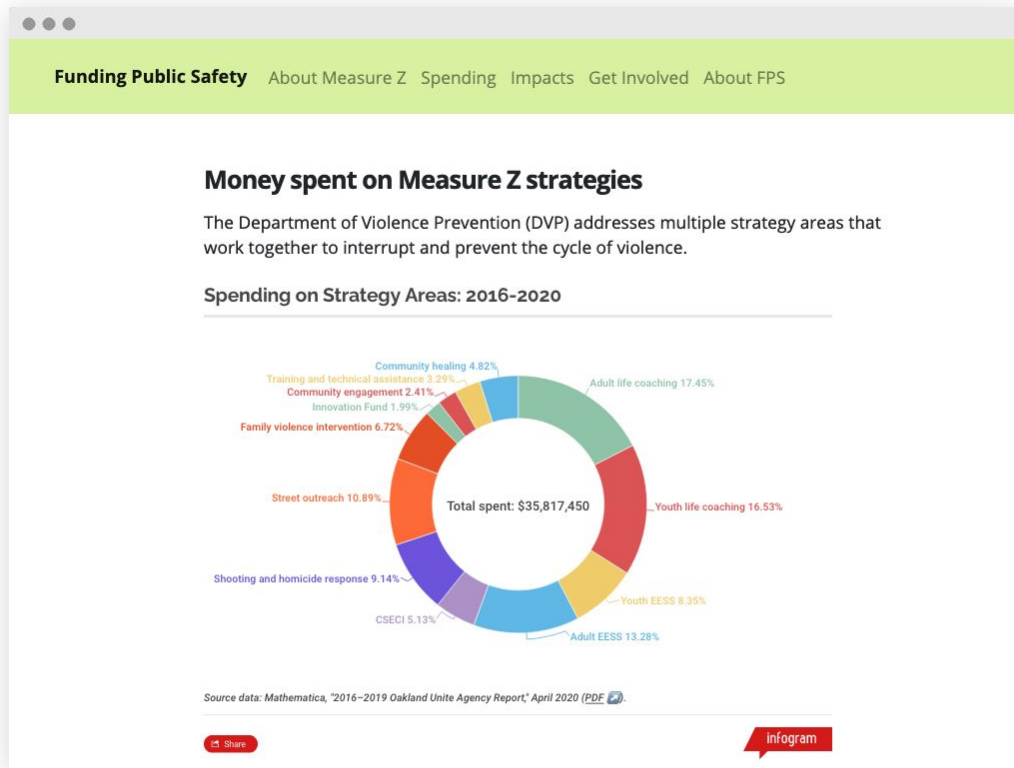 Funding Public Safety About Measure Z Spending Impacts Get Involved About FPS
Money spent on Measure Z strategies
The Department of Violence Prevention (DVP) addresses multiple strategy areas that
work together to interrupt and prevent the cycle of violence.
Spending on Strategy Areas: 2016-2020
Community healing 4.82%
Training and technical assistance 3.29%
Community engagement 2.41%
Innovation Fund 1.99%
Family violence intervention 6.72%
Street outreach 10.89%
Shooting and homicide response 9.14%
CSECI 5.13%
Adult life coaching 17.45%
Youth life coaching 16.53%
Youth EESS 8.35%
Adult EESS 13.28%
Total spent: $35,817,450
Source data: Mathematica, "2016–2019 Oakland Unite Agency Report," April 2020 (PDF ↗).
Share
infogram